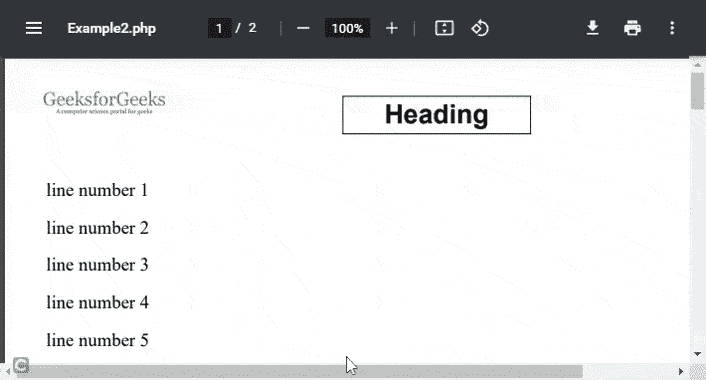 Example2.php 1 / 2 100%
GeeksforGeeks
A computer science portal for geeks
Heading
line number 1
line number 2
line number 3
line number 4
line number 5